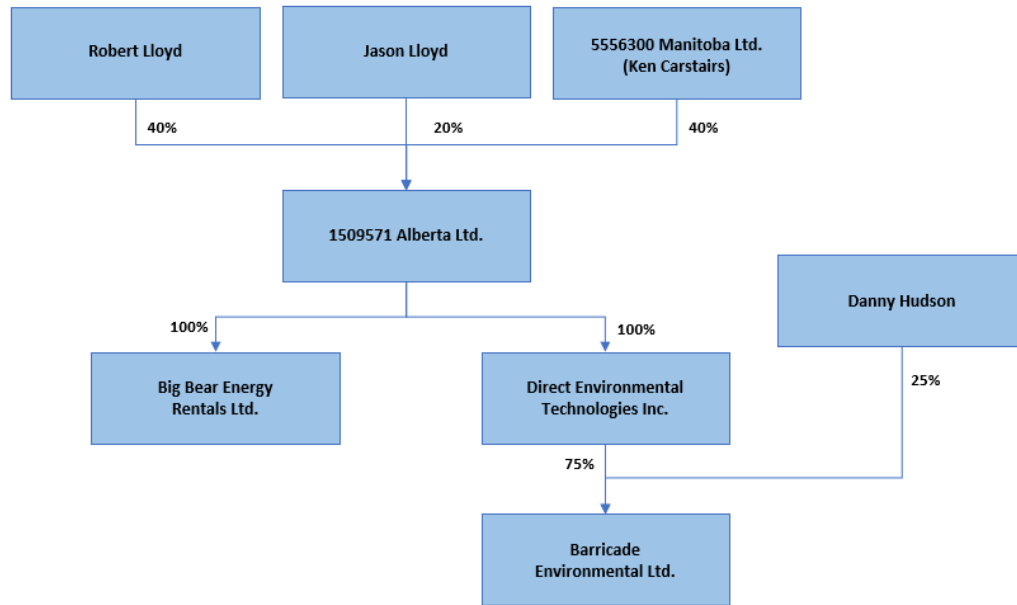 Robert Lloyd
Jason Lloyd
5556300 Manitoba Ltd.
(Ken Carstairs)
40%
20%
40%
1509571 Alberta Ltd.
Danny Hudson
100%
100%
Big Bear Energy
Rentals Ltd.
Direct Environmental
Technologies Inc.
25%
75%
Barricade
Environmental Ltd.